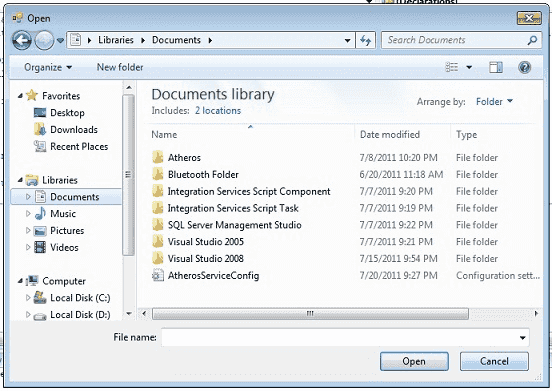 (Declarations)
Open
Libraries Documents Search Documents
Organize New folder
Favorites
Desktop
Downloads
Recent Places
Libraries
Documents
Music
Pictures
Videos
Computer
Local Disk (C:)
Local Disk (D:)
Documents library
Includes: 2 locations
Arrange by: Folder
Name Date modified Type
Atheros 7/8/2011 10:20 PM File folder
Bluetooth Folder 6/20/2011 11:18 AM File folder
Integration Services Script Component 7/7/2011 9:20 PM File folder
Integration Services Script Task 7/7/2011 9:19 PM File folder
SQL Server Management Studio 7/7/2011 9:22 PM File folder
Visual Studio 2005 7/7/2011 9:21 PM File folder
Visual Studio 2008 7/15/2011 9:54 PM File folder
AtherosServiceConfig 7/20/2011 9:27 PM Configuration sett...
File name:
Open Cancel